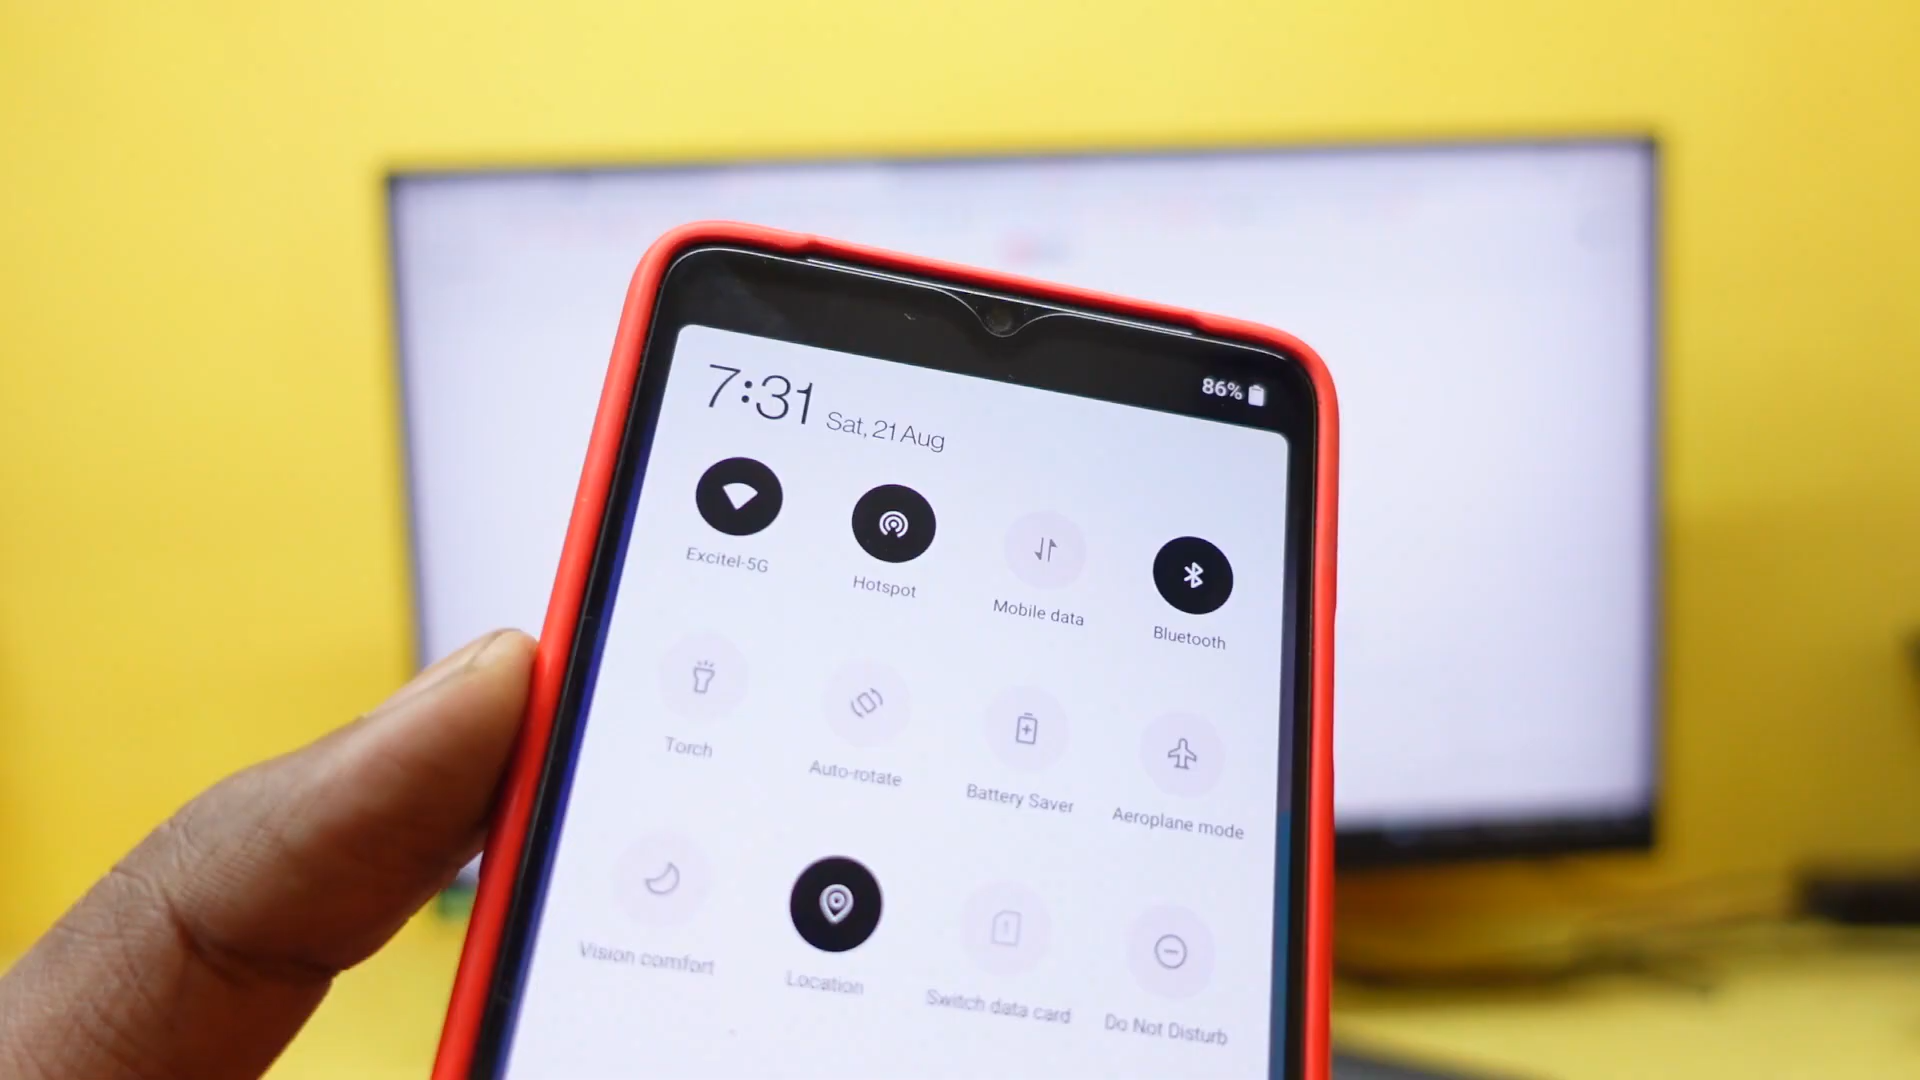 86%
7:31 Sat, 21 Aug
Excitel-5G
Hotspot
Mobile data
Bluetooth
Torch
Auto-rotate
Battery Saver
Aeroplane mode
Vision comfort
Location
Switch data card
Do Not Disturb